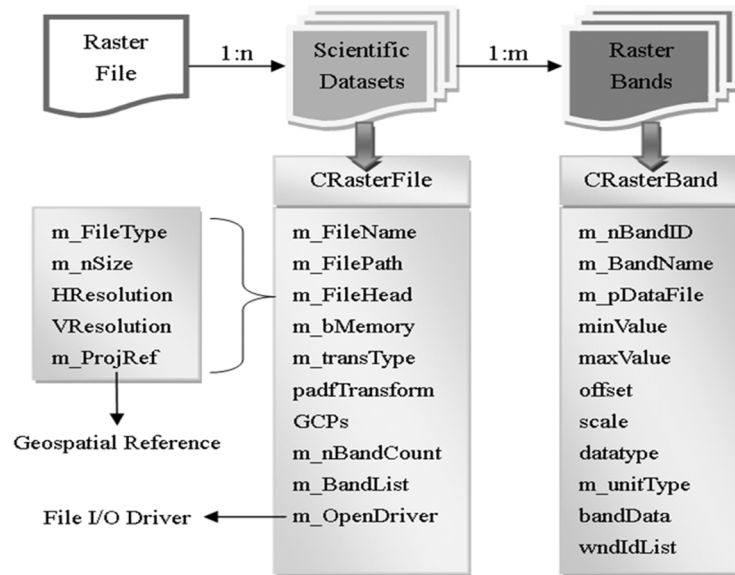 Raster
File
1:n
Scientific
Datasets
1:m
Raster
Bands
CRasterFile
CRasterBand
m_FileType
m_nSize
HResolution
VResolution
m_ProjRef
Geospatial Reference
File I/O Driver
m_FileName
m_FilePath
m_FileHead
m_bMemory
m_transType
padfTransform
GCPs
m_nBandCount
m_BandList
m_OpenDriver
m_nBandID
m_BandName
m_pDataFile
minValue
maxValue
offset
scale
datatype
m_unitType
bandData
wndIdList